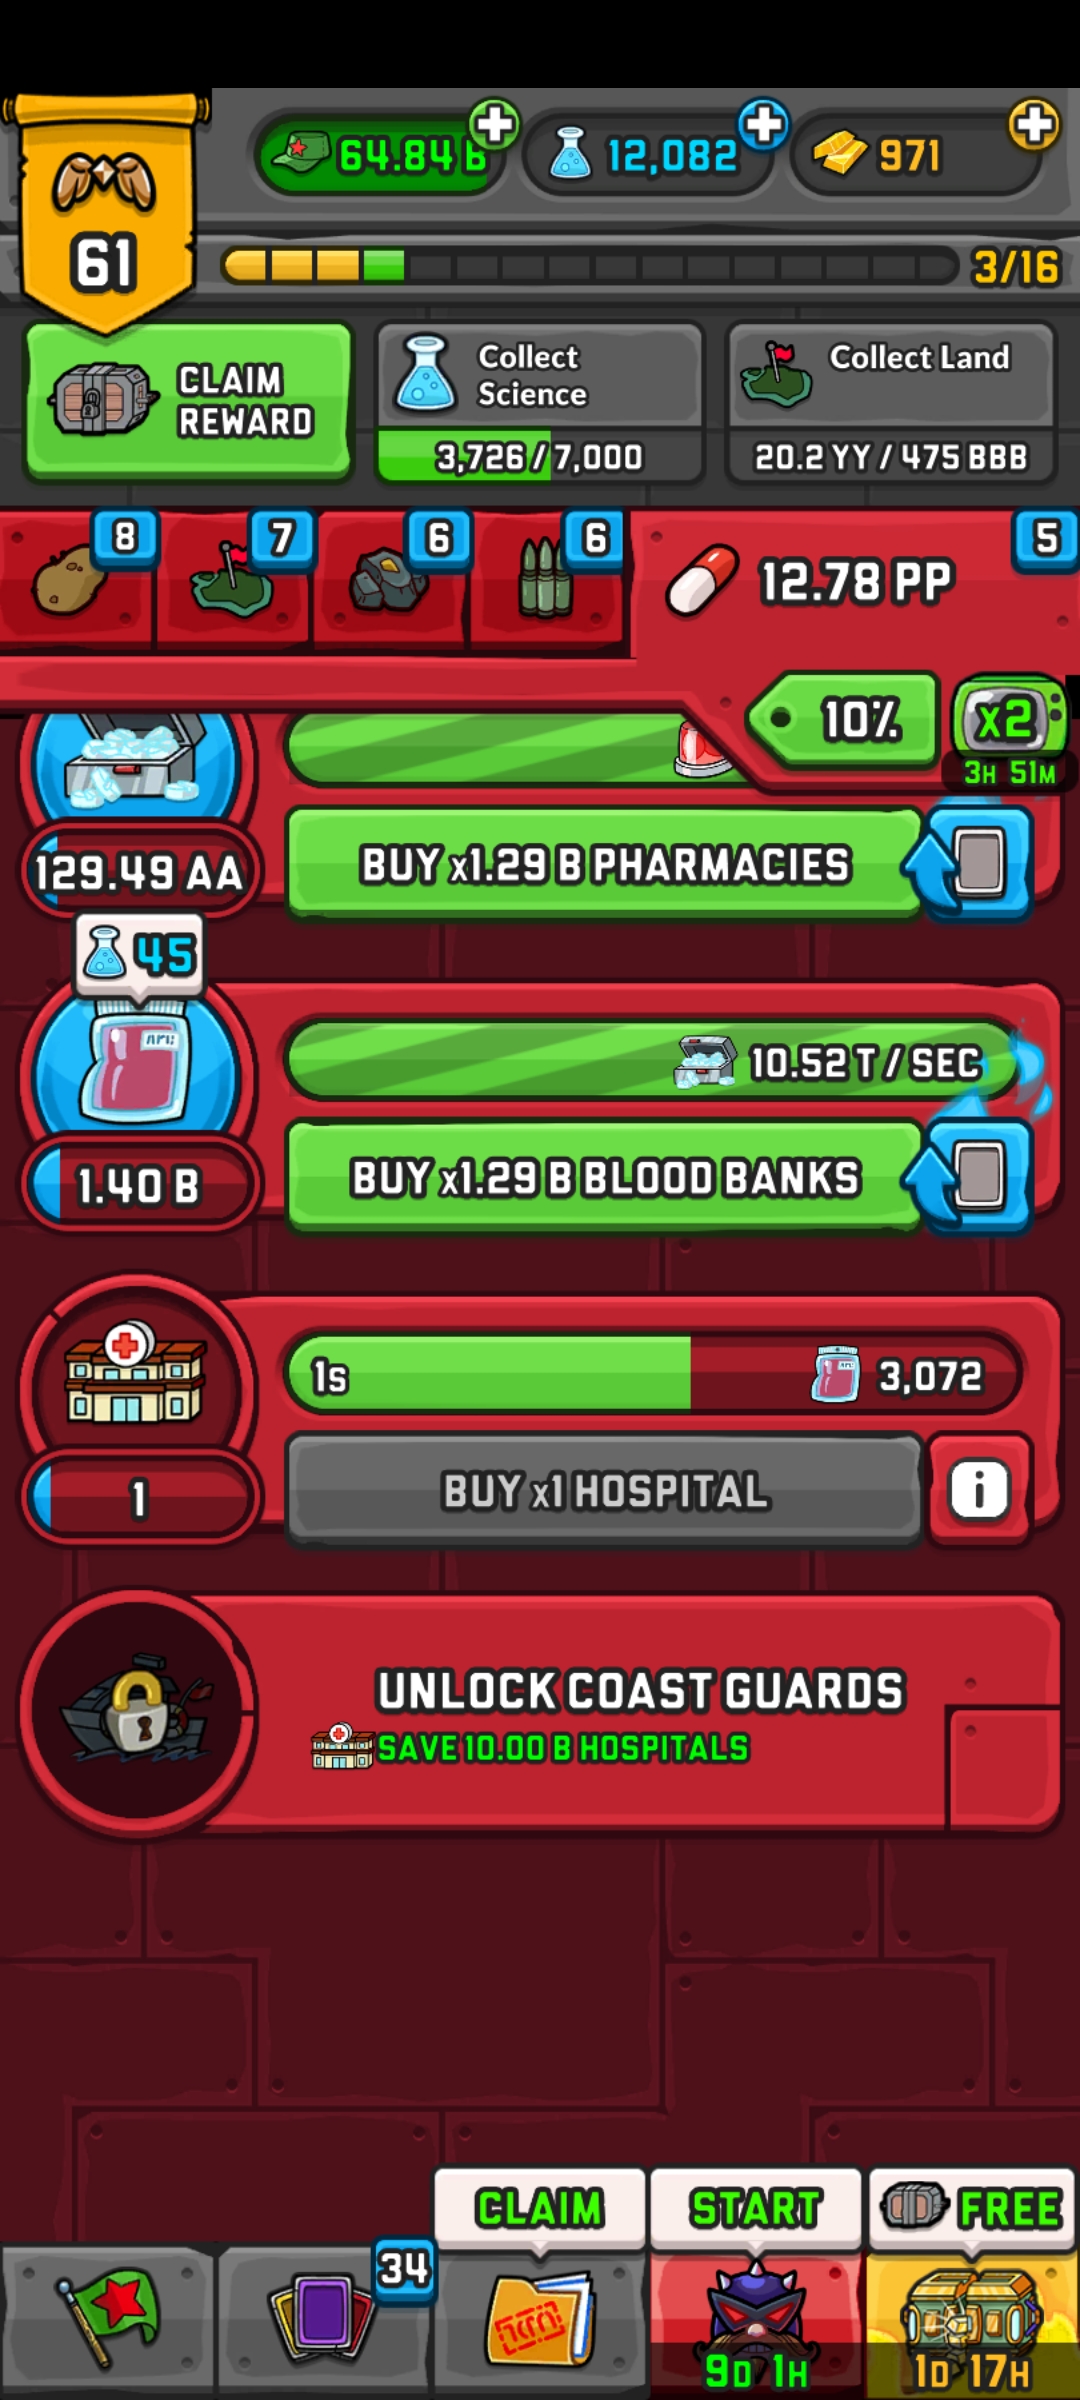 64.84 B
12,082
971
61
3/16
CLAIM
REWARD
Collect
Science
3,726 / 7,000
Collect Land
20.2 YY / 475 BBB
8
7
6
6
5
12.78 PP
10%
x2
3H 51M
129.49 AA
BUY x1.29 B PHARMACIES
45
10.52 T / SEC
1.40 B
BUY x1.29 B BLOOD BANKS
1s
3,072
1
BUY x1 HOSPITAL
i
UNLOCK COAST GUARDS
SAVE 10.00 B HOSPITALS
CLAIM
START
FREE
34
9D 1H
1D 17H